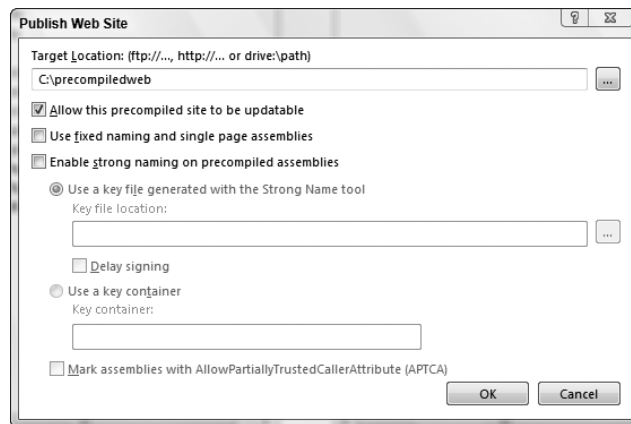 Publish Web Site
Target Location: (ftp://..., http://... or drive:\path)
C:\precompiledweb
...
Allow this precompiled site to be updatable
Use fixed naming and single page assemblies
Enable strong naming on precompiled assemblies
Use a key file generated with the Strong Name tool
Key file location:
...
Delay signing
Use a key container
Key container:
Mark assemblies with AllowPartiallyTrustedCallerAttribute (APTCA)
OK Cancel